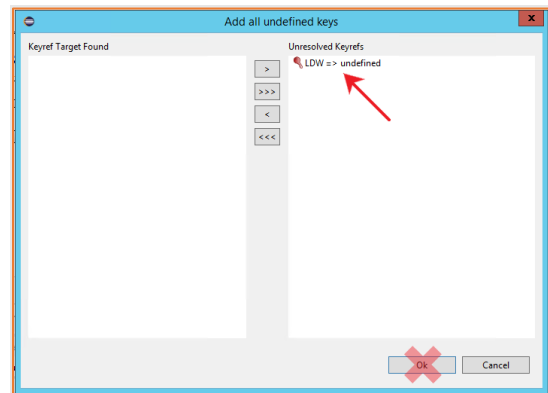 Add all undefined keys
x
Keyref Target Found
Unresolved Keyrefs
LDW => undefined
>
>>>
<
<<<
Ok
Cancel